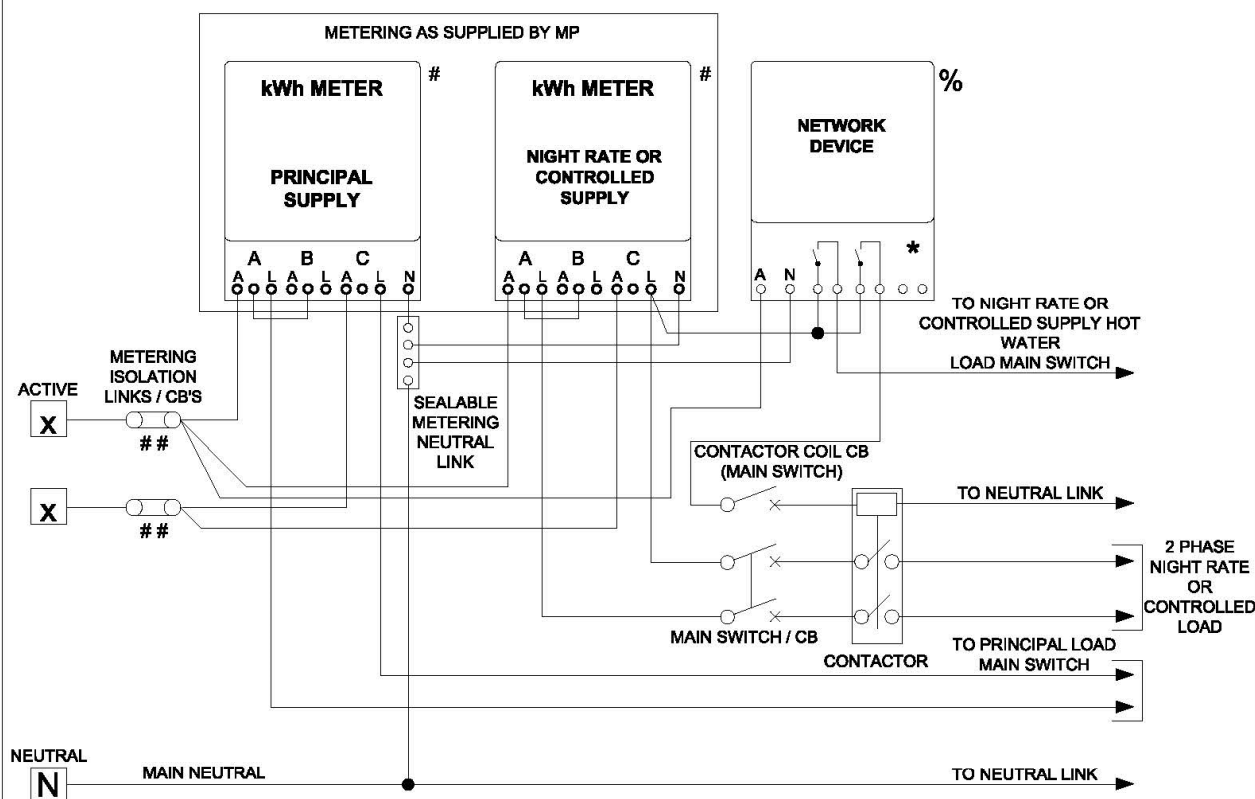 METERING AS SUPPLIED BY MP
kWh METER
#
PRINCIPAL
SUPPLY
A B C
A L A L A L N
kWh METER
#
NIGHT RATE OR
CONTROLLED
SUPPLY
A B C
A L A L A L N
NETWORK
DEVICE
%
*
A N
TO NIGHT RATE OR
CONTROLLED SUPPLY HOT
WATER
LOAD MAIN SWITCH
METERING
ISOLATION
LINKS / CB'S
ACTIVE
X
# #
SEALABLE
METERING
NEUTRAL
LINK
X
# #
CONTACTOR COIL CB
(MAIN SWITCH)
TO NEUTRAL LINK
2 PHASE
NIGHT RATE
OR
CONTROLLED
LOAD
MAIN SWITCH / CB
CONTACTOR
TO PRINCIPAL LOAD
MAIN SWITCH
NEUTRAL
N
MAIN NEUTRAL
TO NEUTRAL LINK